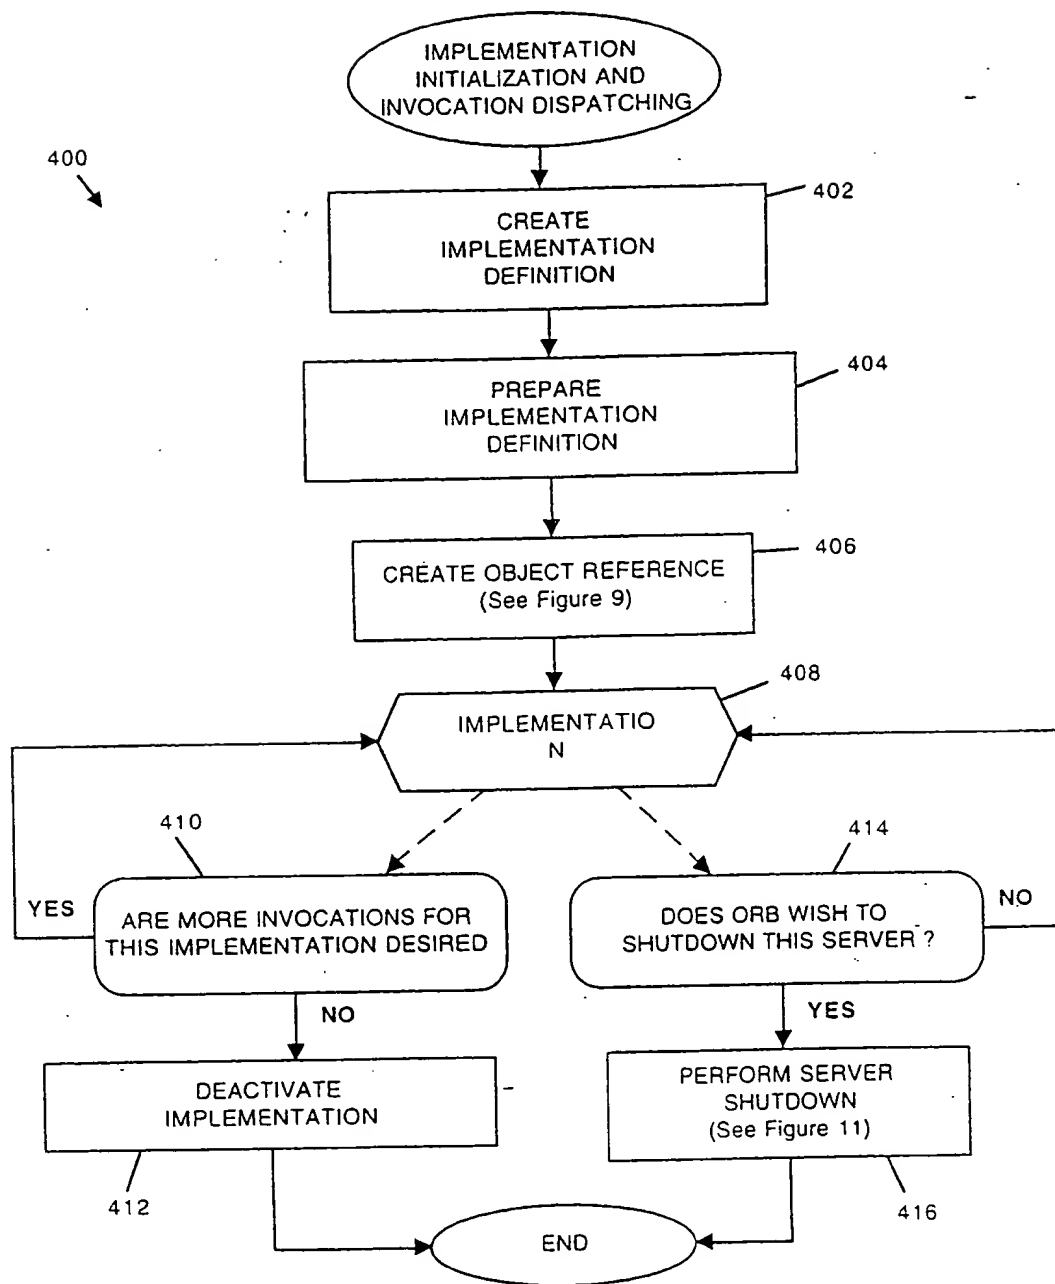 IMPLEMENTATION
INITIALIZATION AND
INVOCATION DISPATCHING
400
402
CREATE
IMPLEMENTATION
DEFINITION
404
PREPARE
IMPLEMENTATION
DEFINITION
406
CREATE OBJECT REFERENCE
(See Figure 9)
408
IMPLEMENTATIO
N
410
414
YES
ARE MORE INVOCATIONS FOR
THIS IMPLEMENTATION DESIRED
DOES ORB WISH TO
SHUTDOWN THIS SERVER ?
NO
NO
YES
DEACTIVATE
IMPLEMENTATION
PERFORM SERVER
SHUTDOWN
(See Figure 11)
412
416
END